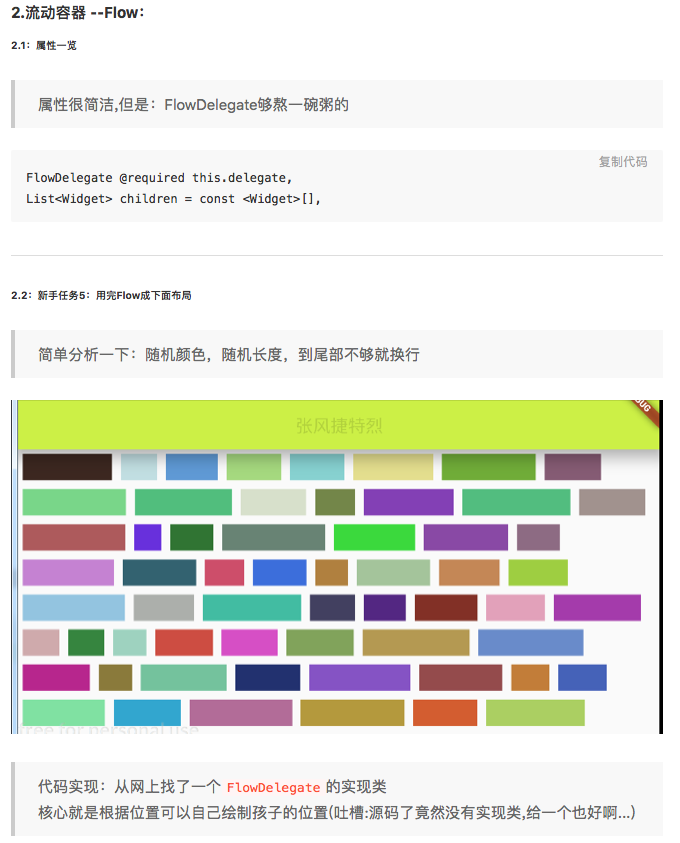 2.流动容器 --Flow：
2.1：属性一览
属性很简洁,但是：FlowDelegate够熬一碗粥的
复制代码
FlowDelegate @required this.delegate,
List<Widget> children = const <Widget>[],
2.2：新手任务5：用完Flow成下面布局
简单分析一下：随机颜色，随机长度，到尾部不够就换行
张风捷特烈
free for personal use
代码实现：从网上找了一个 FlowDelegate 的实现类
核心就是根据位置可以自己绘制孩子的位置(吐槽:源码了竟然没有实现类,给一个也好啊...)